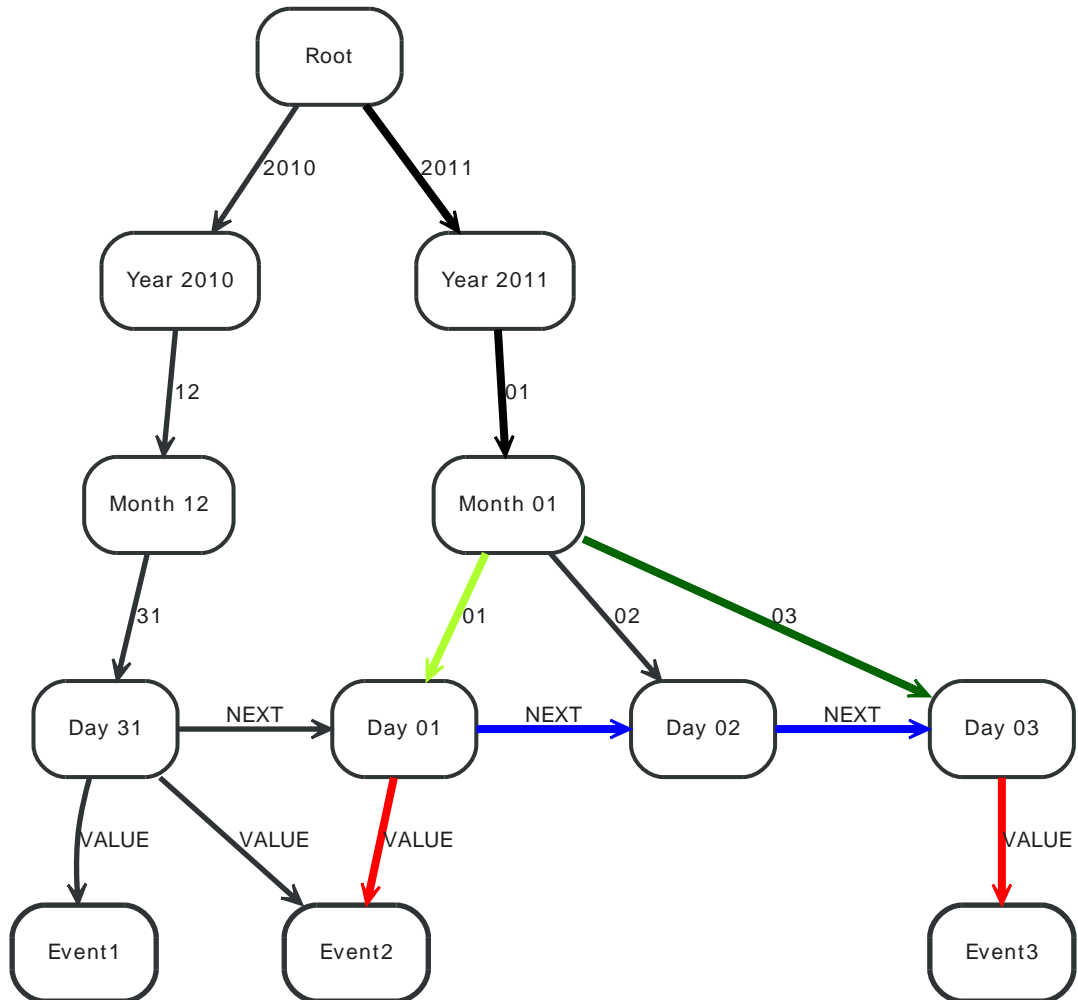 Root
2010
2011
Year 2010
Year 2011
12
01
Month 12
Month 01
31
01
02
03
Day 31
NEXT
Day 01
NEXT
Day 02
NEXT
Day 03
VALUE
VALUE
VALUE
VALUE
Event1
Event2
Event3